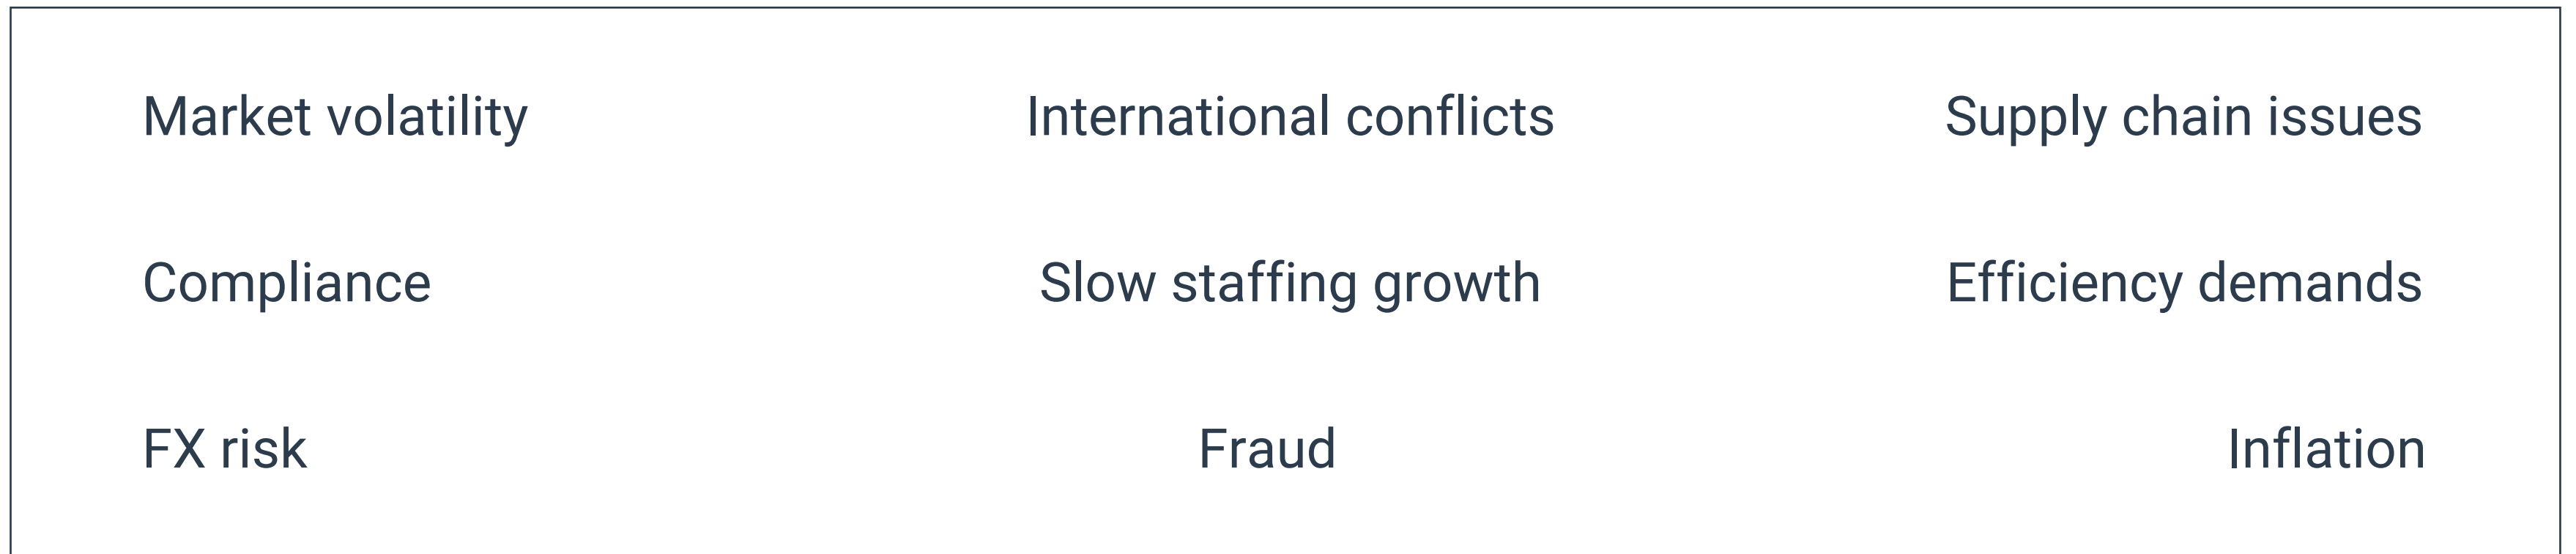 Market volatility International conflicts Supply chain issues
Compliance Slow staffing growth Efficiency demands
FX risk Fraud Inflation